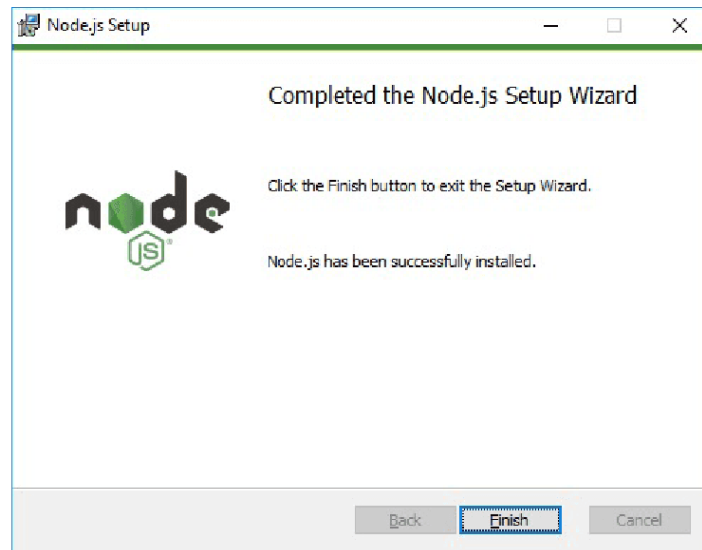 Node.js Setup
Completed the Node.js Setup Wizard
Click the Finish button to exit the Setup Wizard.
node
JS
Node.js has been successfully installed.
Back Finish Cancel